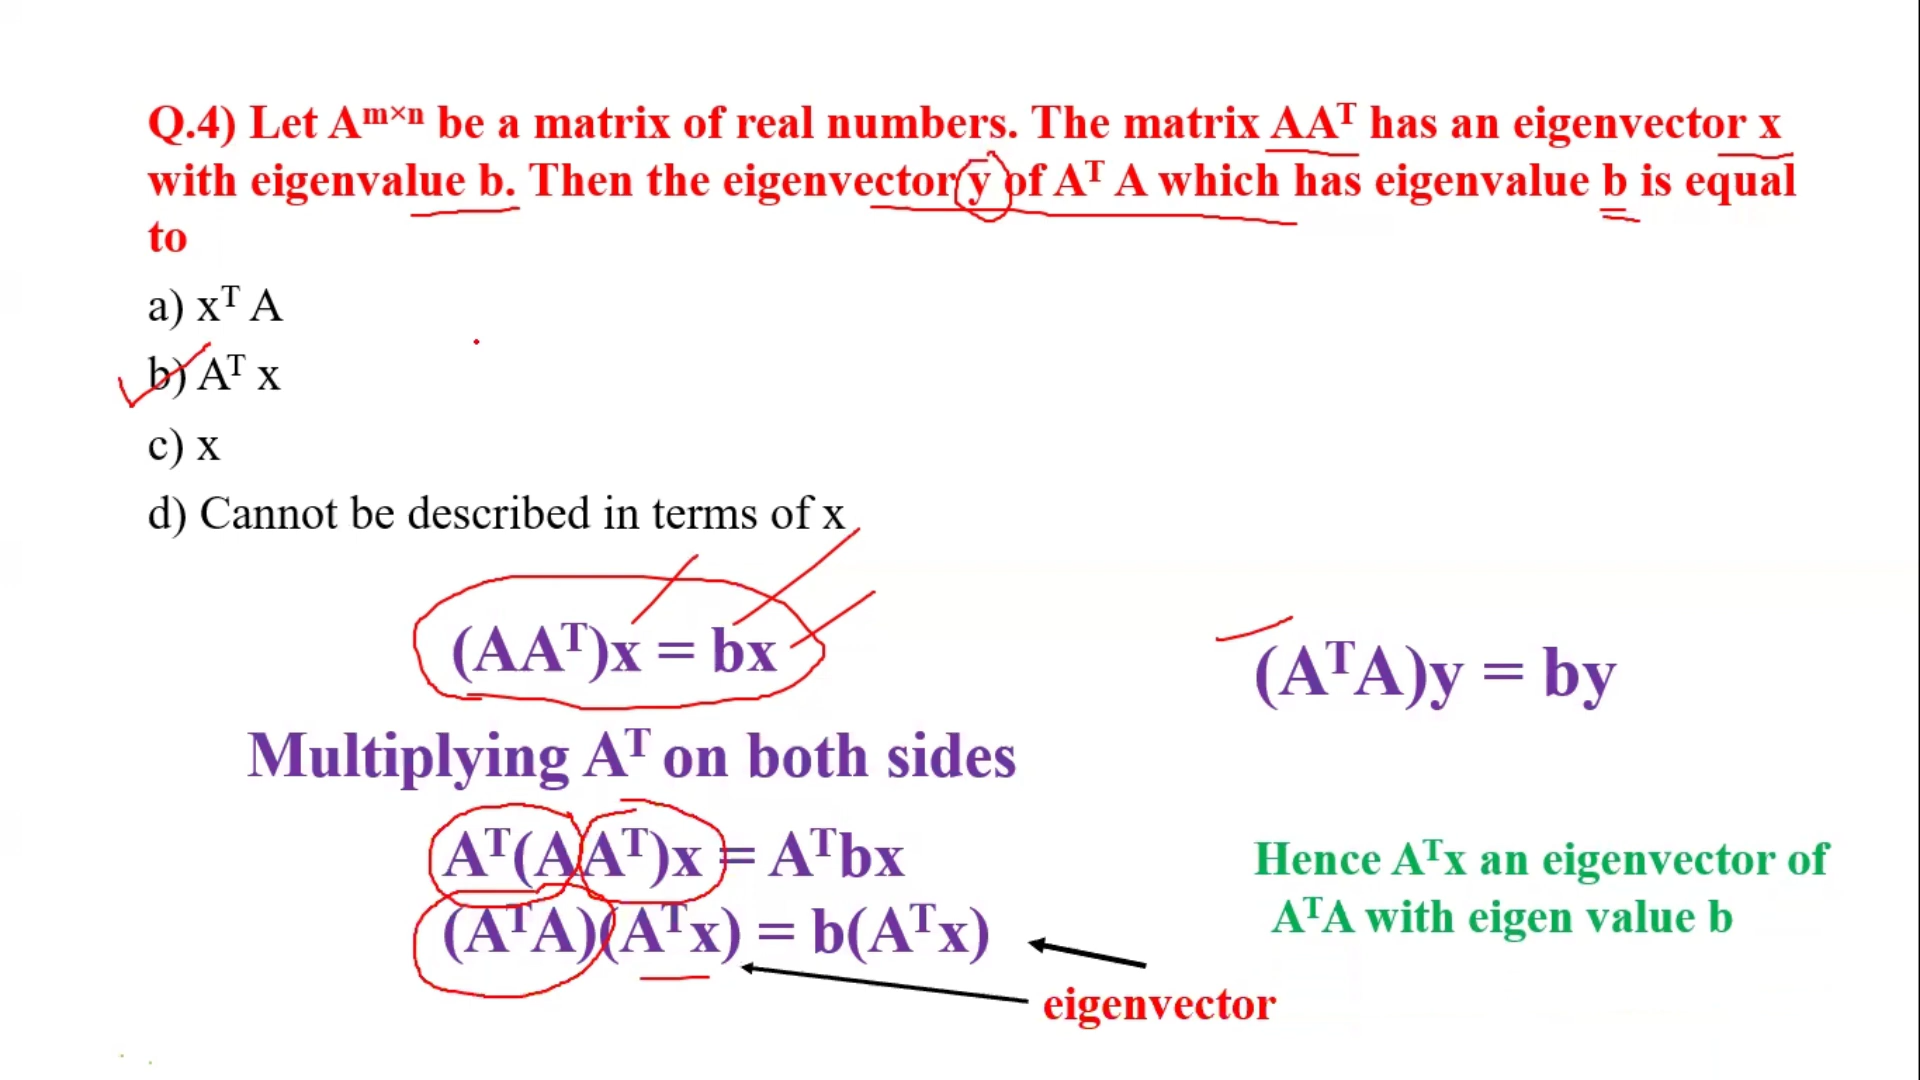 Q.4) Let Aᵐˣⁿ be a matrix of real numbers. The matrix AAᵀ has an eigenvector x
with eigenvalue b. Then the eigenvector y of Aᵀ A which has eigenvalue b is equal
to
a) xᵀ A
b) Aᵀ x
c) x
d) Cannot be described in terms of x
(AAᵀ)x = bx
(AᵀA)y = by
Multiplying Aᵀ on both sides
Aᵀ(AAᵀ)x = Aᵀbx
(AᵀA)(Aᵀx) = b(Aᵀx)
Hence Aᵀx an eigenvector of
AᵀA with eigen value b
eigenvector